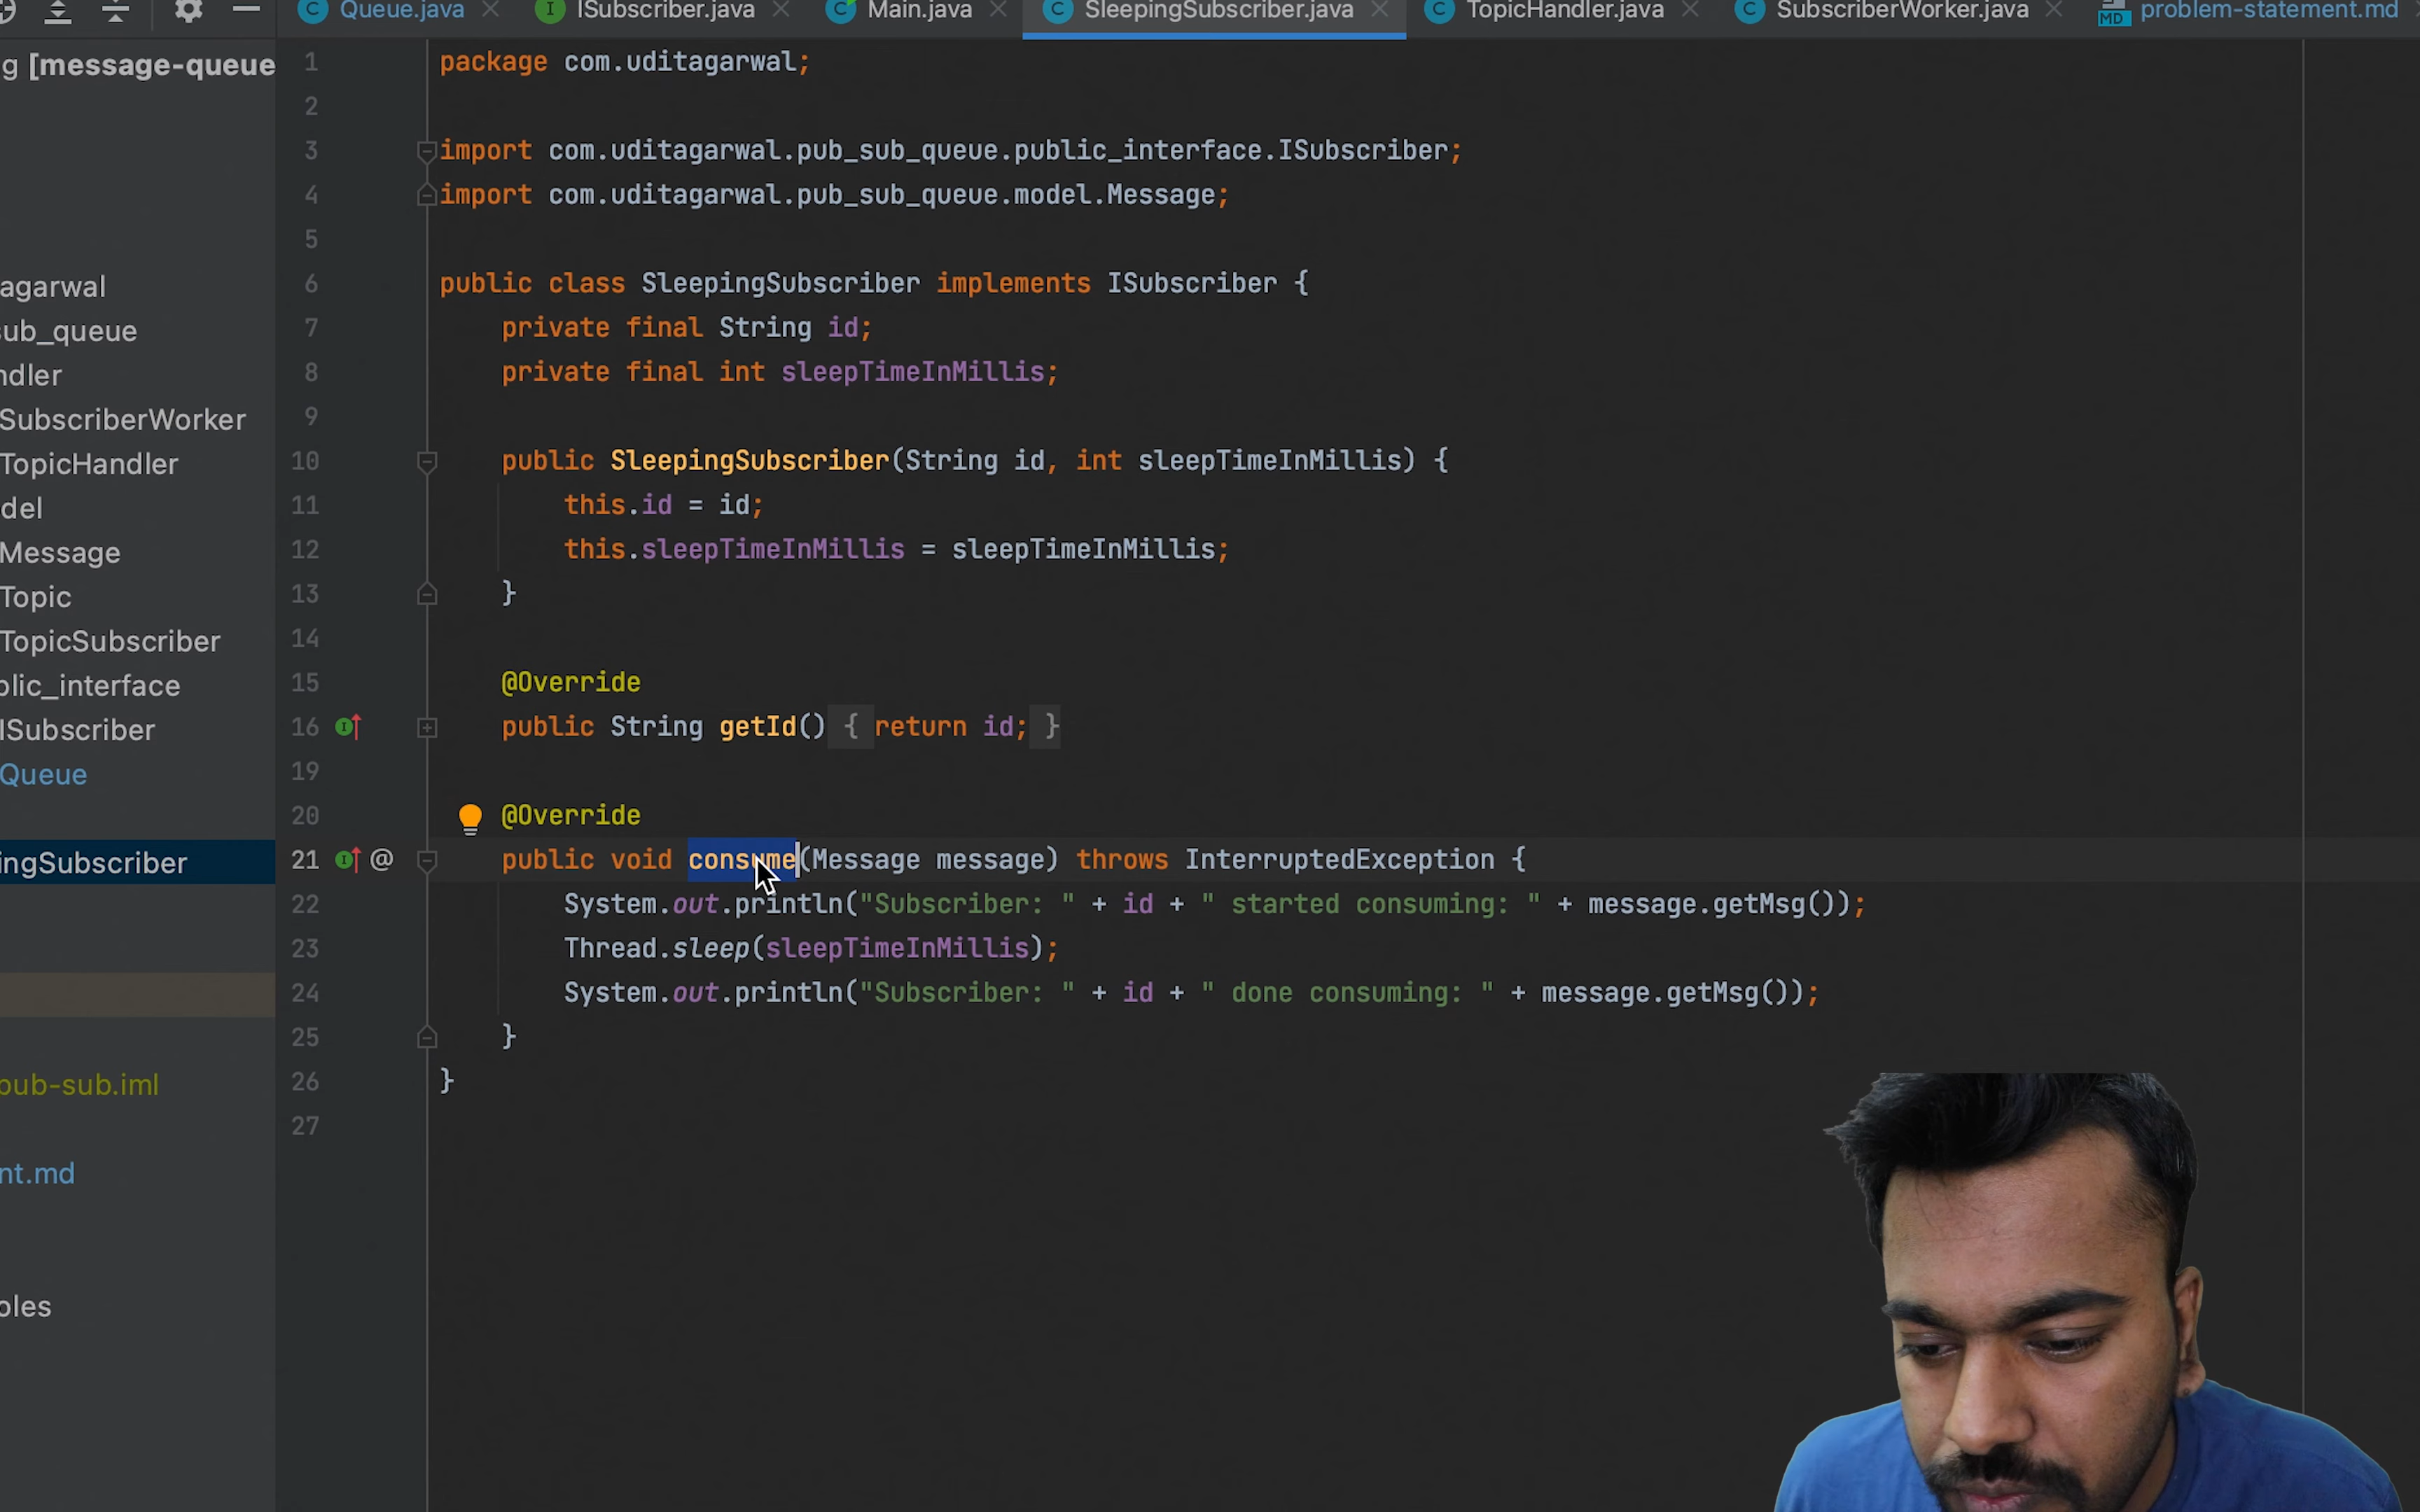 Queue.java ISubscriber.java Main.java SleepingSubscriber.java TopicHandler.java SubscriberWorker.java MD problem-statement.md
g [message-queue
agarwal
sub_queue
ndler
SubscriberWorker
TopicHandler
del
Message
Topic
TopicSubscriber
blic_interface
ISubscriber
Queue
ingSubscriber
pub-sub.iml
nt.md
oles
1 package com.uditagarwal;
2
3 import com.uditagarwal.pub_sub_queue.public_interface.ISubscriber;
4 import com.uditagarwal.pub_sub_queue.model.Message;
5
6 public class SleepingSubscriber implements ISubscriber {
7 private final String id;
8 private final int sleepTimeInMillis;
9
10 public SleepingSubscriber(String id, int sleepTimeInMillis) {
11 this.id = id;
12 this.sleepTimeInMillis = sleepTimeInMillis;
13 }
14
15 @Override
16 public String getId() { return id; }
19
20 @Override
21 @ public void consume(Message message) throws InterruptedException {
22 System.out.println("Subscriber: " + id + " started consuming: " + message.getMsg());
23 Thread.sleep(sleepTimeInMillis);
24 System.out.println("Subscriber: " + id + " done consuming: " + message.getMsg());
25 }
26 }
27